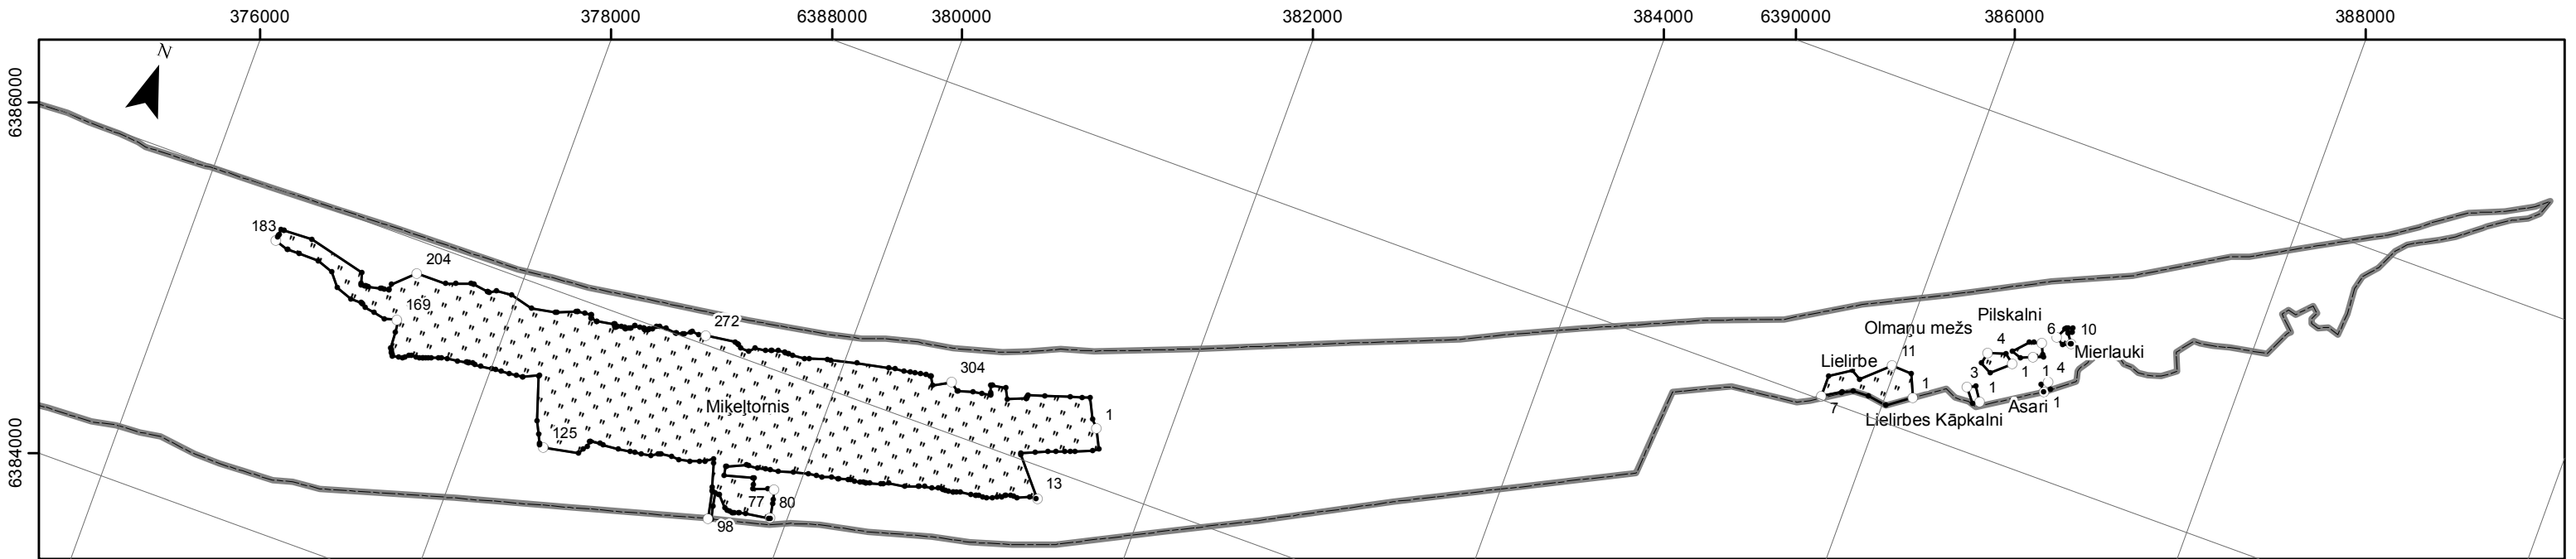 376000 378000 6388000 380000 382000 384000 6390000 386000 388000
N
6386000
183
204
169
272
304
Miķeļtornis
1
125
13
77 80
98
6384000
Pilskalni
Olmaņu mežs
6 10
11 4
Mierlauki
Lielirbe
3 1 1 4
1 1
7
Asari 1
Lielirbes Kāpkalni